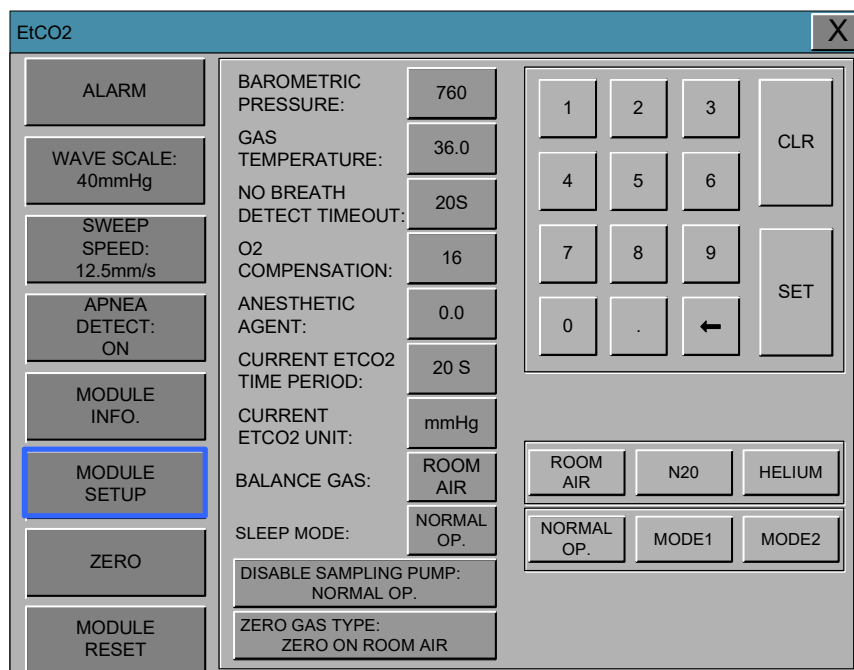 EtCO2
X
ALARM
WAVE SCALE:
40mmHg
SWEEP
SPEED:
12.5mm/s
APNEA
DETECT:
ON
MODULE
INFO.
MODULE
SETUP
ZERO
MODULE
RESET
BAROMETRIC
PRESSURE:
760
GAS
TEMPERATURE:
36.0
NO BREATH
DETECT TIMEOUT:
20S
O2
COMPENSATION:
16
ANESTHETIC
AGENT:
0.0
CURRENT ETCO2
TIME PERIOD:
20 S
CURRENT
ETCO2 UNIT:
mmHg
BALANCE GAS:
ROOM
AIR
SLEEP MODE:
NORMAL
OP.
DISABLE SAMPLING PUMP:
NORMAL OP.
ZERO GAS TYPE:
ZERO ON ROOM AIR
1 2 3
CLR
4 5 6
7 8 9
SET
0 . ←
ROOM
AIR
N20
HELIUM
NORMAL
OP.
MODE1
MODE2